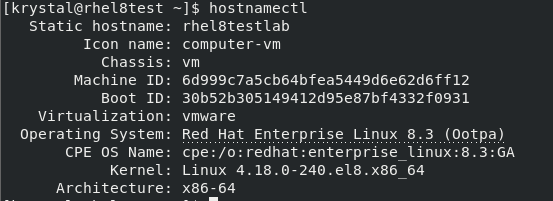 [krystal@rhel8test ~]$ hostnamectl
Static hostname: rhel8testlab
Icon name: computer-vm
Chassis: vm
Machine ID: 6d999c7a5cb64bfea5449d6e62d6ff12
Boot ID: 30b52b305149412d95e87bf4332f0931
Virtualization: vmware
Operating System: Red Hat Enterprise Linux 8.3 (Ootpa)
CPE OS Name: cpe:/o:redhat:enterprise_linux:8.3:GA
Kernel: Linux 4.18.0-240.el8.x86_64
Architecture: x86-64